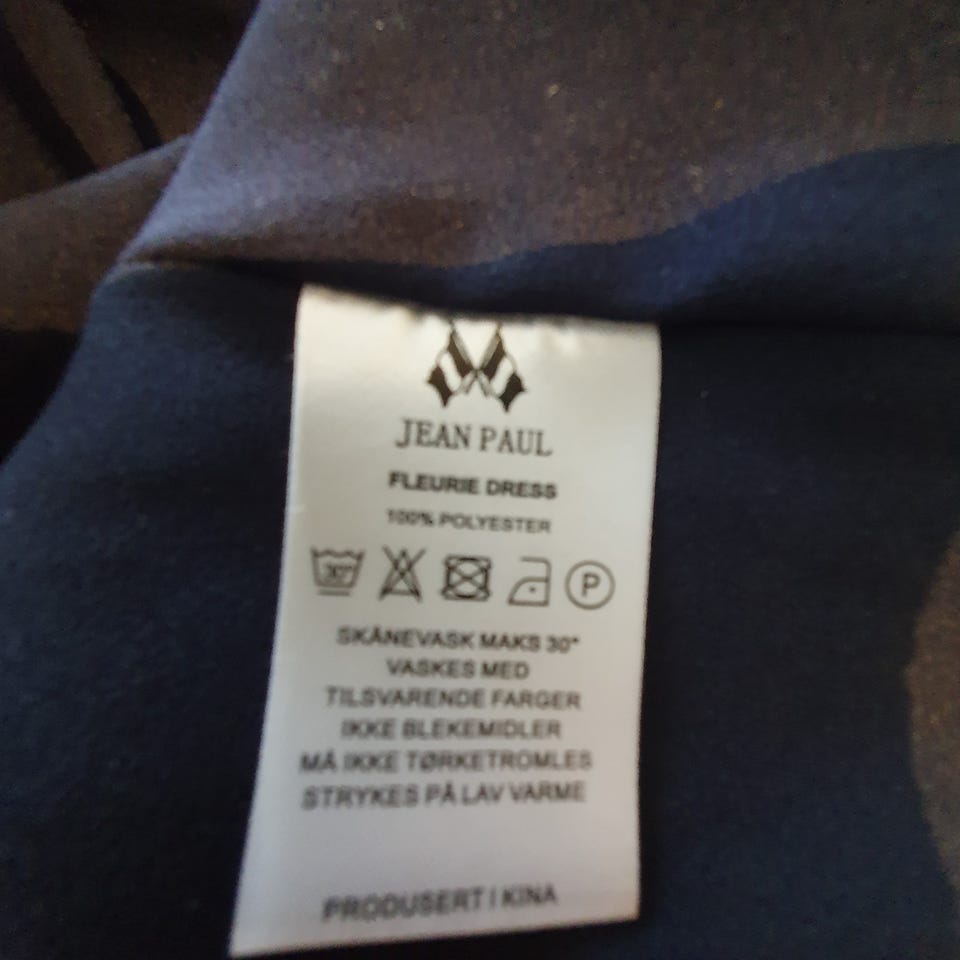 JEAN PAUL
FLEURIE DRESS
100% POLYESTER
30° P
SKÅNEVASK MAKS 30°
VASKES MED
TILSVARENDE FARGER
IKKE BLEKEMIDLER
MÅ IKKE TØRKETROMLES
STRYKES PÅ LAV VARME
PRODUSERT I KINA